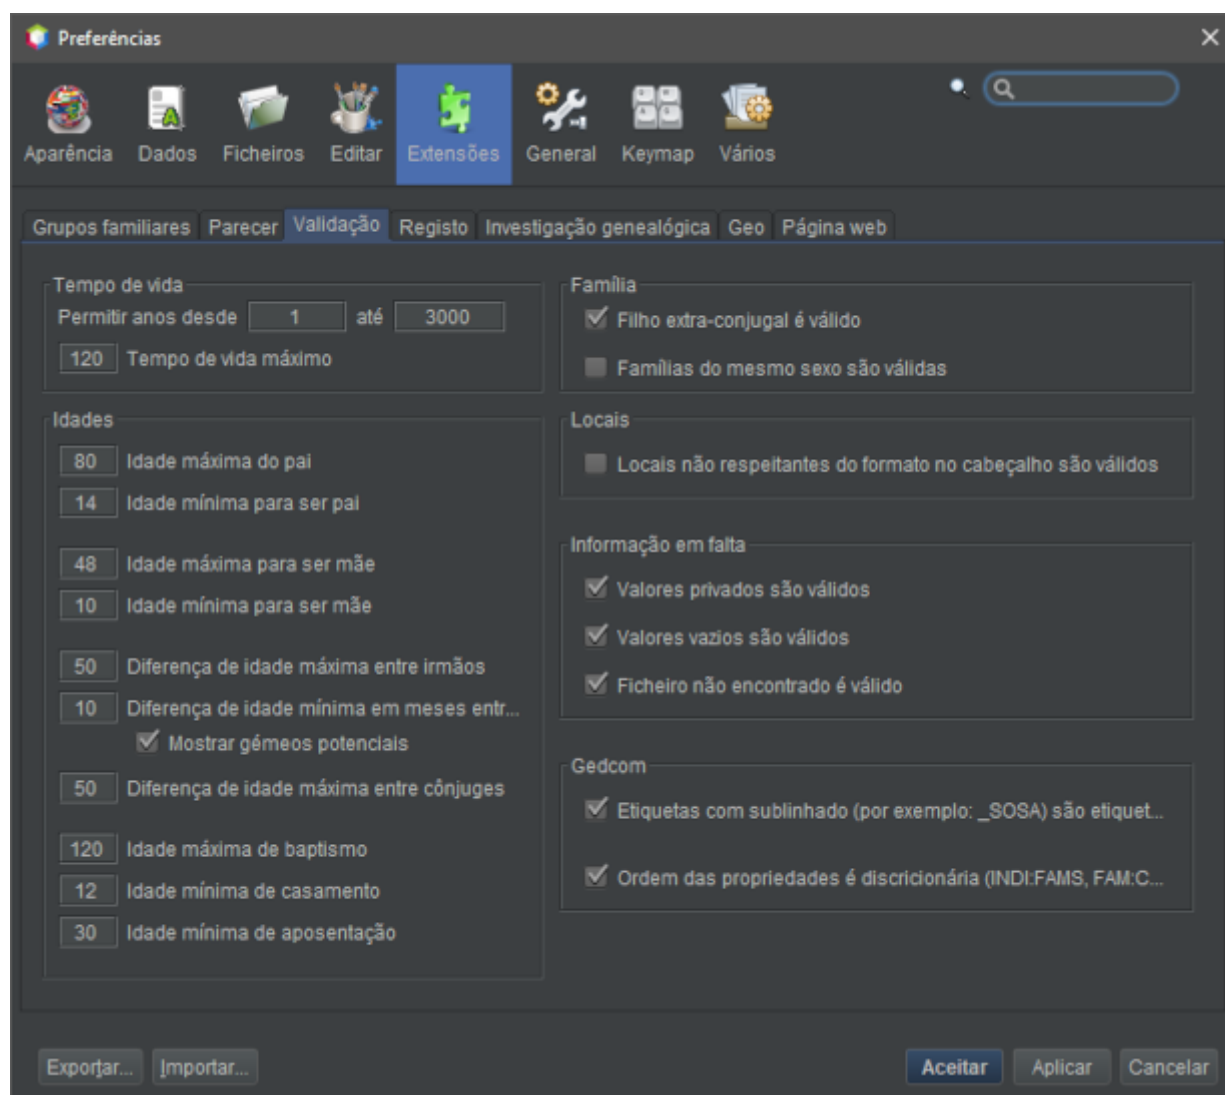 Preferências
Aparência Dados Ficheiros Editar Extensões General Keymap Vários
Grupos familiares Parecer Validação Registo Investigação genealógica Geo Página web
Tempo de vida
Permitir anos desde 1 até 3000
120 Tempo de vida máximo
Idades
80 Idade máxima do pai
14 Idade mínima para ser pai
48 Idade máxima para ser mãe
10 Idade mínima para ser mãe
50 Diferença de idade máxima entre irmãos
10 Diferença de idade mínima em meses entr...
Mostrar gémeos potenciais
50 Diferença de idade máxima entre cônjuges
120 Idade máxima de baptismo
12 Idade mínima de casamento
30 Idade mínima de aposentação
Família
Filho extra-conjugal é válido
Famílias do mesmo sexo são válidas
Locais
Locais não respeitantes do formato no cabeçalho são válidos
Informação em falta
Valores privados são válidos
Valores vazios são válidos
Ficheiro não encontrado é válido
Gedcom
Etiquetas com sublinhado (por exemplo: _SOSA) são etiquet...
Ordem das propriedades é discricionária (INDI:FAMS, FAM:C...
Exportar... Importar... Aceitar Aplicar Cancelar